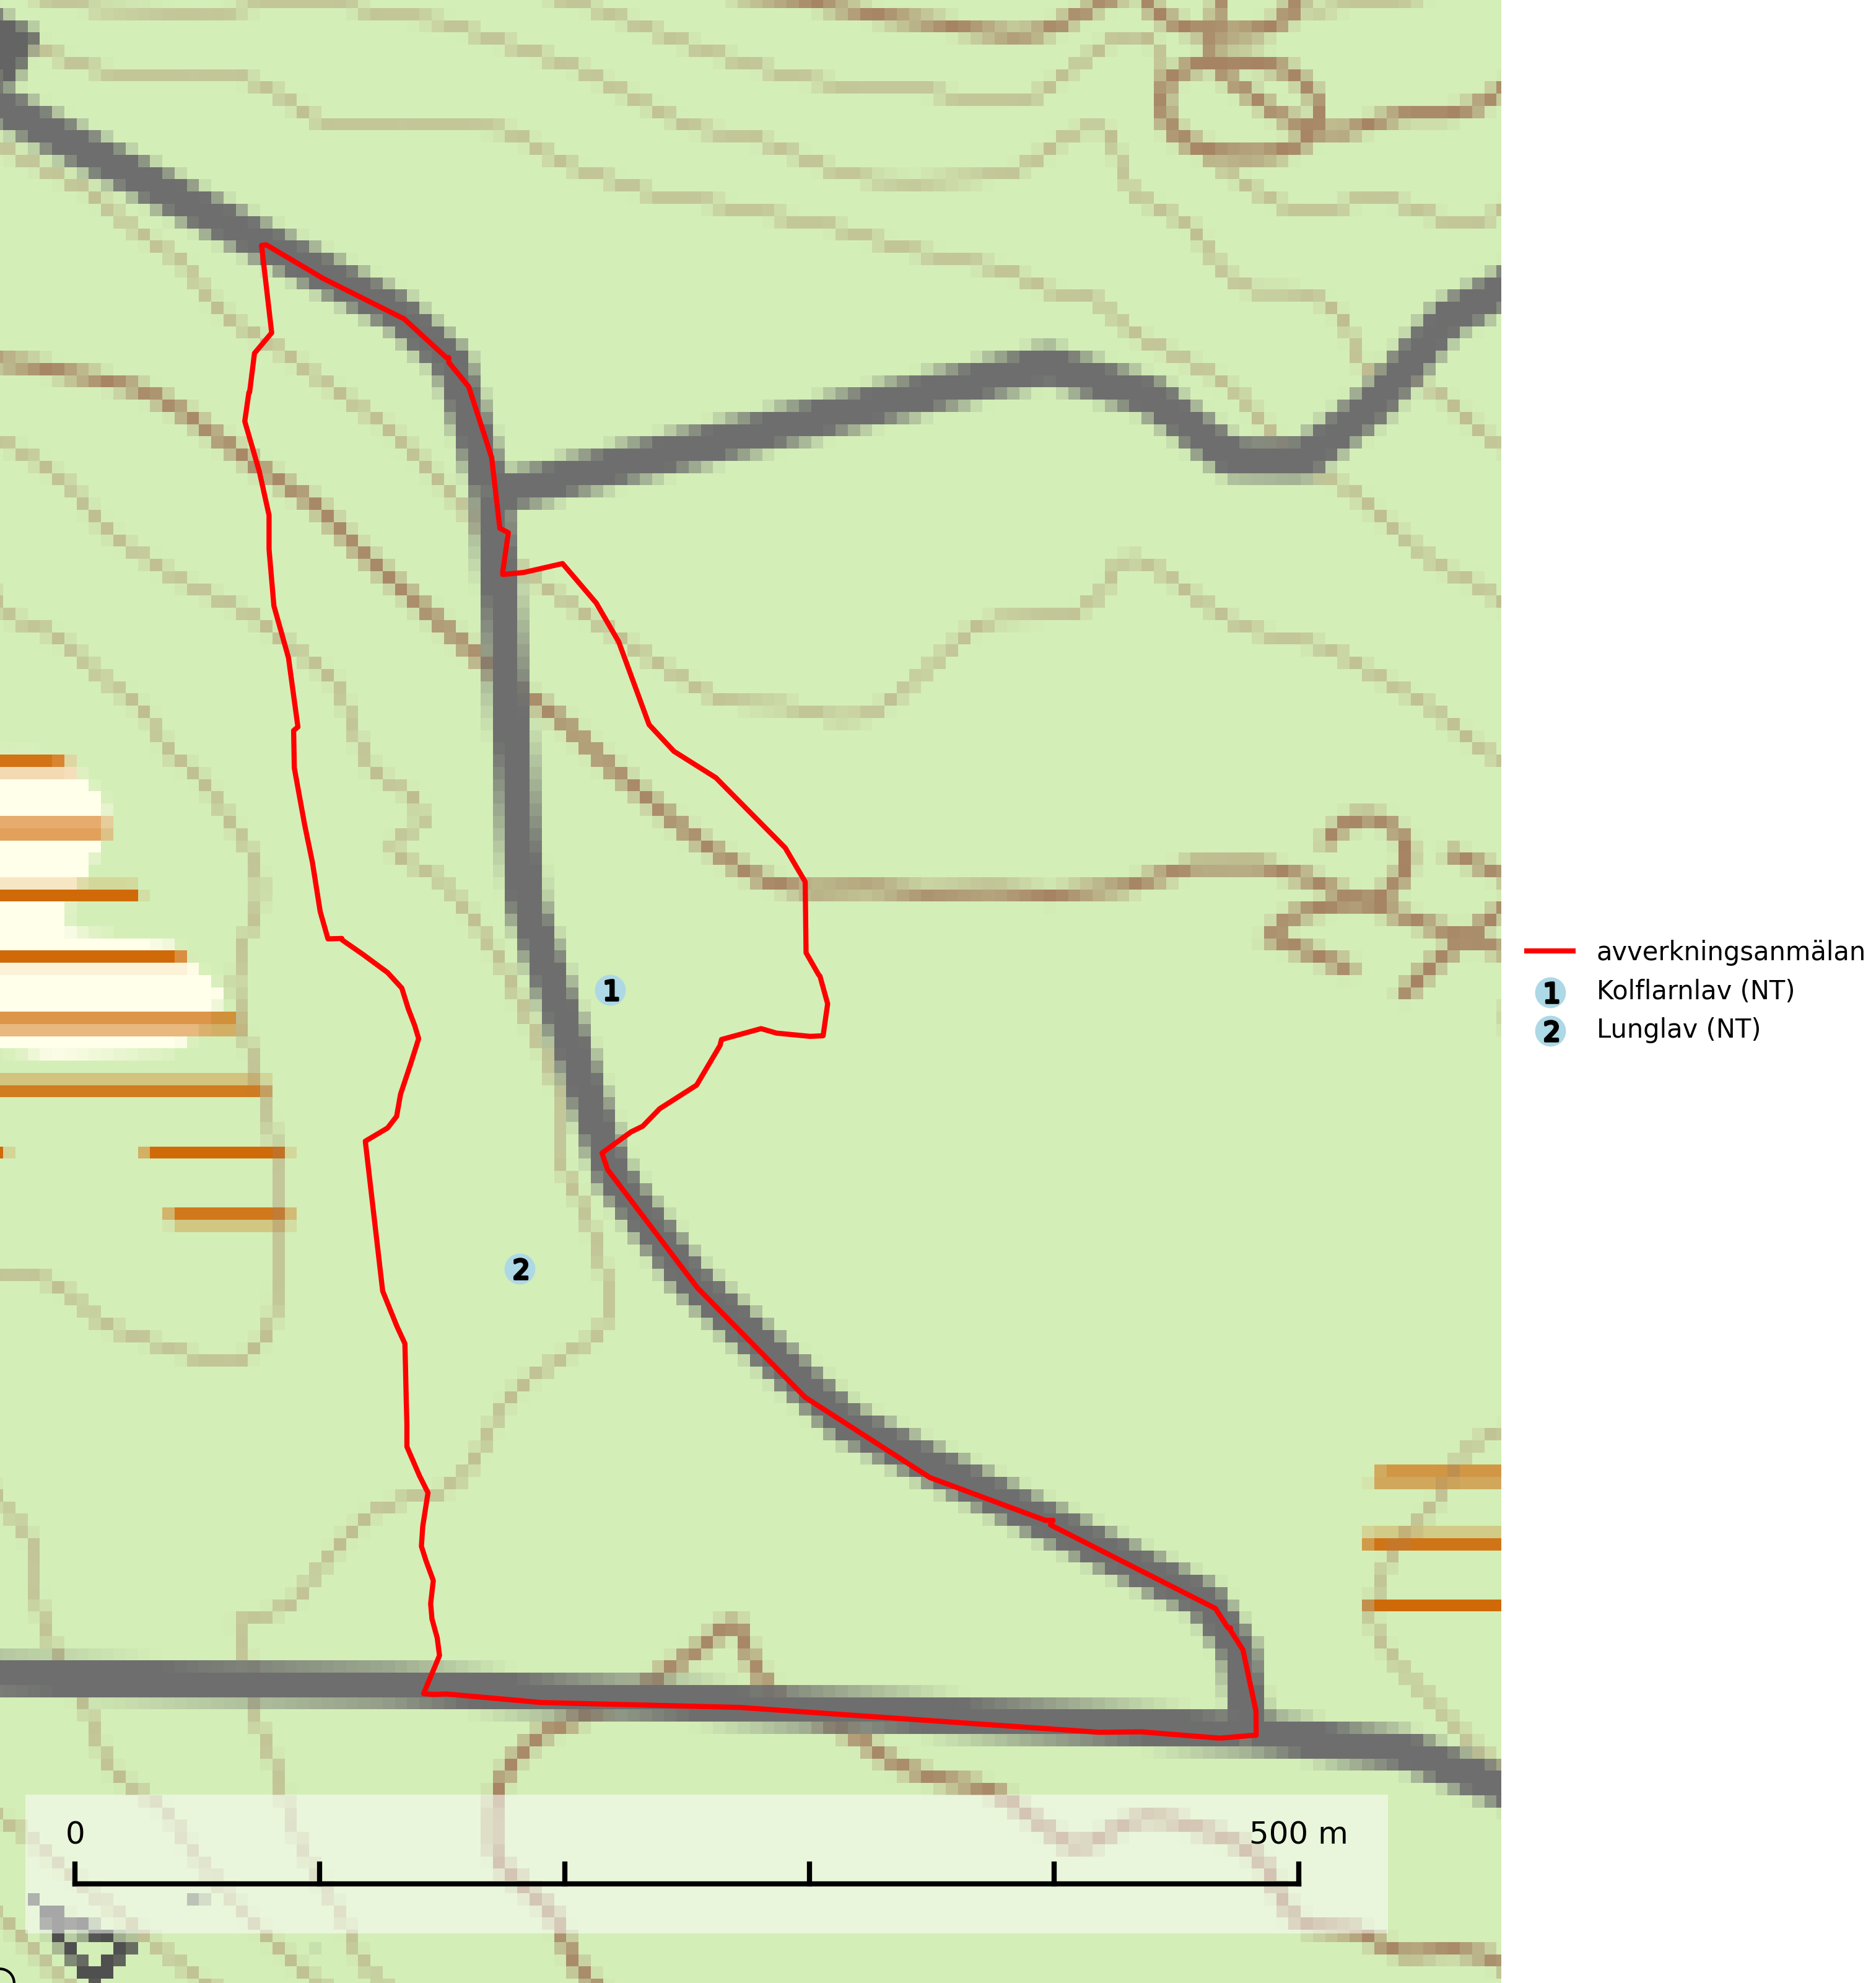 1
2
avverkningsanmälan
1 Kolflarnlav (NT)
2 Lunglav (NT)
0 500 m